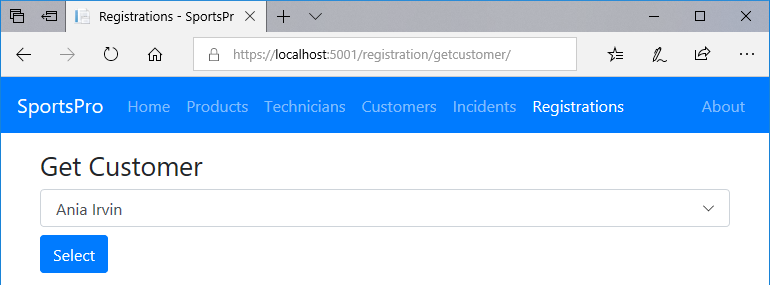 Registrations - SportsPr
https://localhost:5001/registration/getcustomer/
SportsPro Home Products Technicians Customers Incidents Registrations About
Get Customer
Ania Irvin
Select